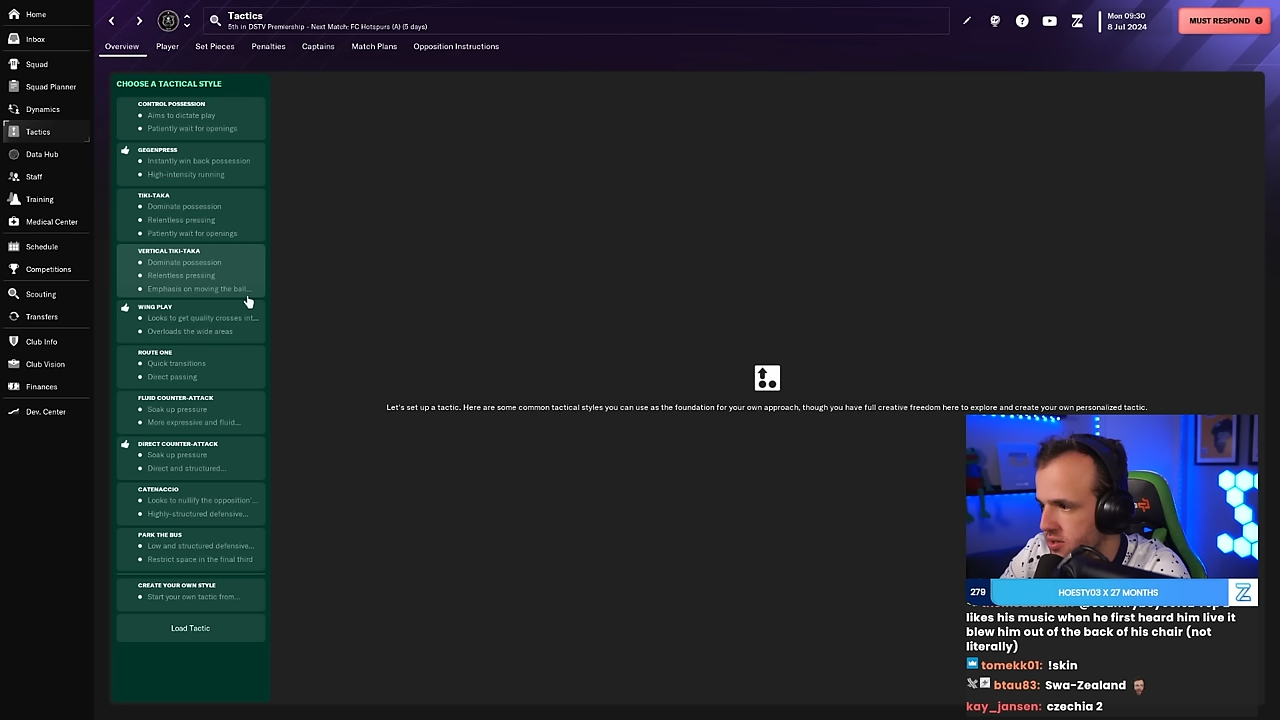 Home
Inbox
Squad
Squad Planner
Dynamics
Tactics
Data Hub
Staff
Training
Medical Center
Schedule
Competitions
Scouting
Transfers
Club Info
Club Vision
Finances
Dev. Center
Tactics
5th in DSTV Premiership - Next Match: FC Hotspurs (A) (5 days)
Mon 09:30
8 Jul 2024
MUST RESPOND
Overview Player Set Pieces Penalties Captains Match Plans Opposition Instructions
CHOOSE A TACTICAL STYLE
CONTROL POSSESSION
Aims to dictate play
Patiently wait for openings
GEGENPRESS
Instantly win back possession
High-intensity running
TIKI-TAKA
Dominate possession
Relentless pressing
Patiently wait for openings
VERTICAL TIKI-TAKA
Dominate possession
Relentless pressing
Emphasis on moving the ball...
WING PLAY
Looks to get quality crosses int...
Overloads the wide areas
ROUTE ONE
Quick transitions
Direct passing
FLUID COUNTER-ATTACK
Soak up pressure
More expressive and fluid...
DIRECT COUNTER-ATTACK
Soak up pressure
Direct and structured...
CATENACCIO
Looks to nullify the opposition'...
Highly-structured defensive...
PARK THE BUS
Low and structured defensive...
Restrict space in the final third
CREATE YOUR OWN STYLE
Start your own tactic from...
Load Tactic
Let's set up a tactic. Here are some common tactical styles you can use as the foundation for your own approach, though you have full creative freedom here to explore and create your own personalized tactic.
279 HOESTY03 X 27 MONTHS Z
likes his music when he first heard him live it
blew him out of the back of his chair (not
literally)
tomekk01: !skin
btau83: Swa-Zealand
kay_jansen: czechia 2